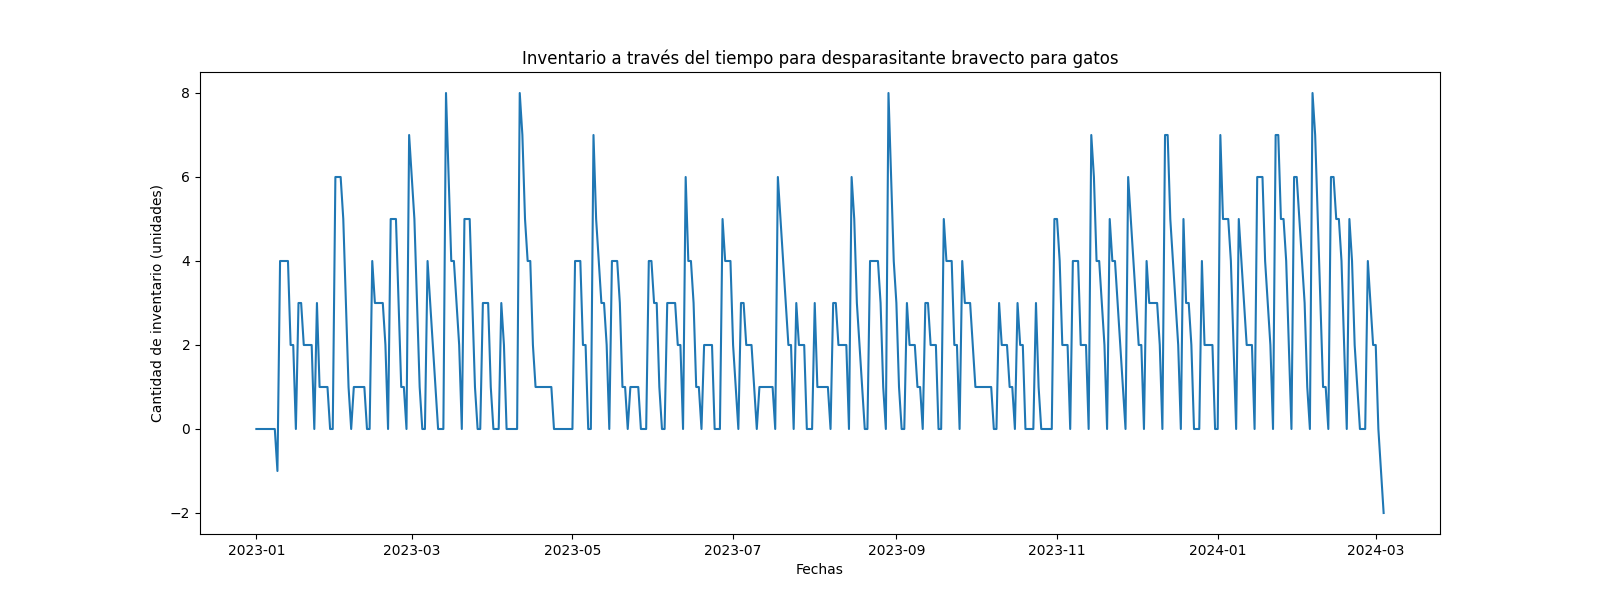 Inventario a través del tiempo para desparasitante bravecto para gatos
Cantidad de inventario (unidades)
8
6
4
2
0
−2
2023-01 2023-03 2023-05 2023-07 2023-09 2023-11 2024-01 2024-03
Fechas